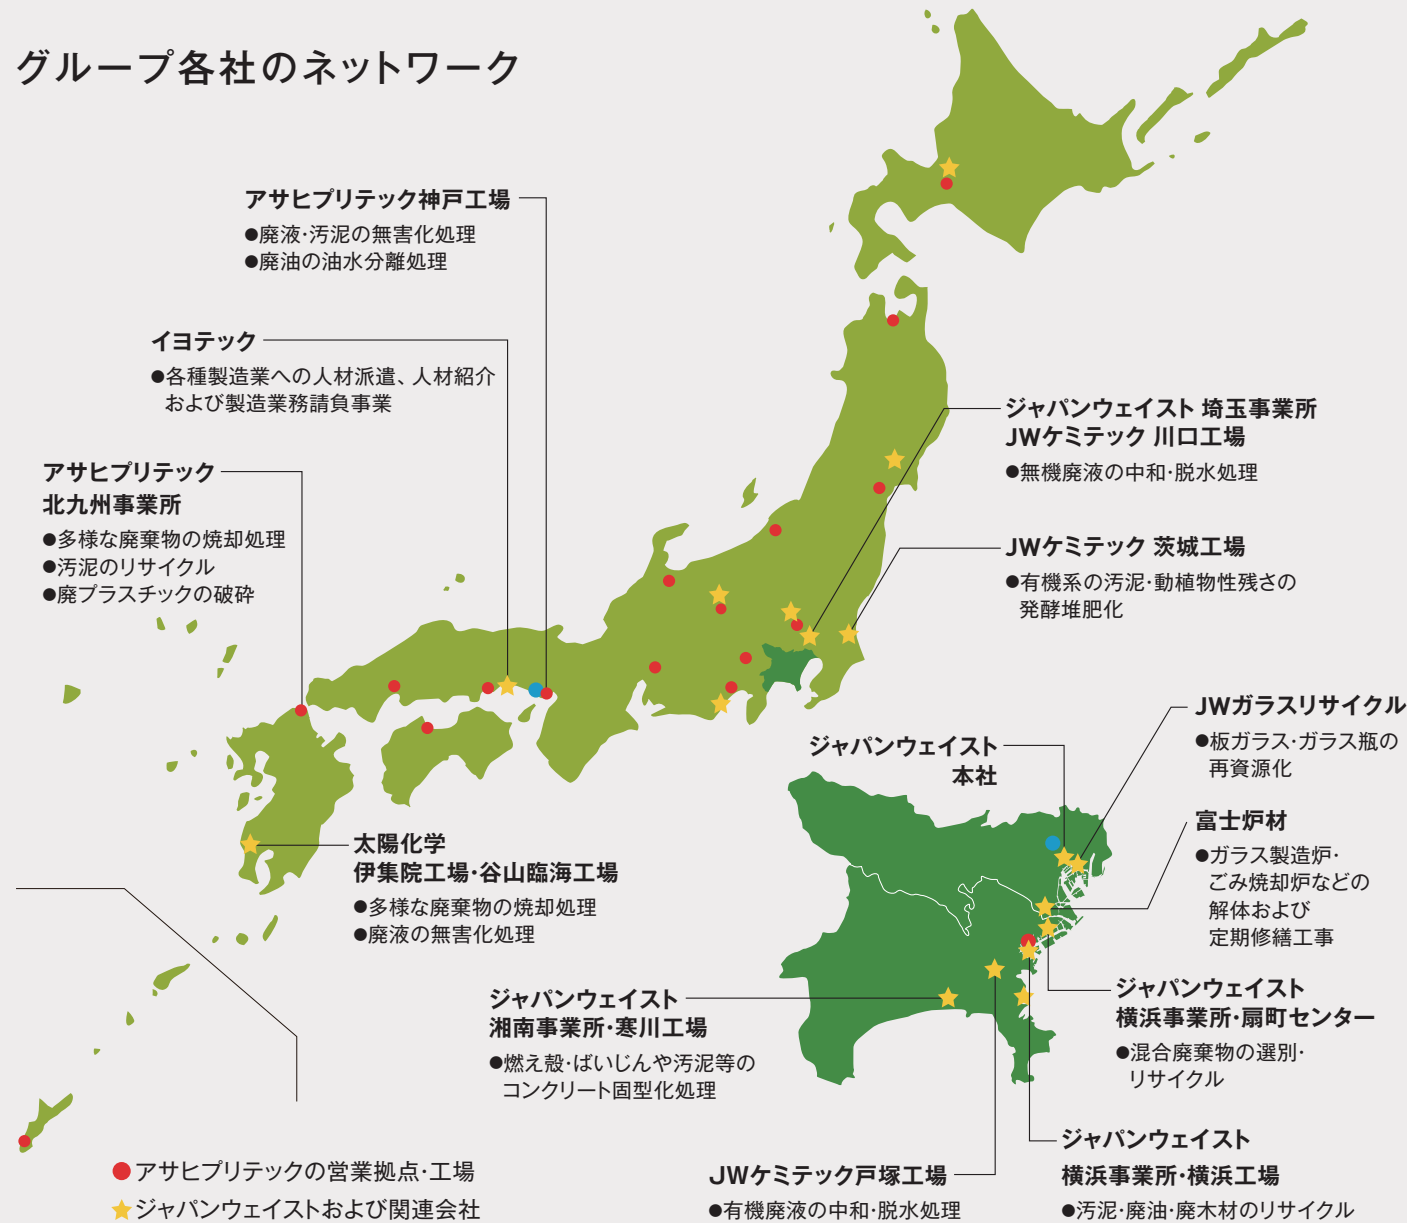 グループ各社のネットワーク
アサヒプリテック神戸工場
●廃液・汚泥の無害化処理
●廃油の油水分離処理
イヨテック
●各種製造業への人材派遣、人材紹介
および製造業務請負事業
アサヒプリテック
北九州事業所
●多様な廃棄物の焼却処理
●汚泥のリサイクル
●廃プラスチックの破砕
ジャパンウェイスト 埼玉事業所
JWケミテック 川口工場
●無機廃液の中和・脱水処理
JWケミテック 茨城工場
●有機系の汚泥・動植物性残さの
発酵堆肥化
JWガラスリサイクル
●板ガラス・ガラス瓶の
再資源化
ジャパンウェイスト
本社
富士炉材
●ガラス製造炉・
ごみ焼却炉などの
解体および
定期修繕工事
太陽化学
伊集院工場・谷山臨海工場
●多様な廃棄物の焼却処理
●廃液の無害化処理
ジャパンウェイスト
湘南事業所・寒川工場
●燃え殻・ばいじんや汚泥等の
コンクリート固型化処理
ジャパンウェイスト
横浜事業所・扇町センター
●混合廃棄物の選別・
リサイクル
ジャパンウェイスト
横浜事業所・横浜工場
●汚泥・廃油・廃木材のリサイクル
JWケミテック戸塚工場
●有機廃液の中和・脱水処理
●アサヒプリテックの営業拠点・工場
★ジャパンウェイストおよび関連会社